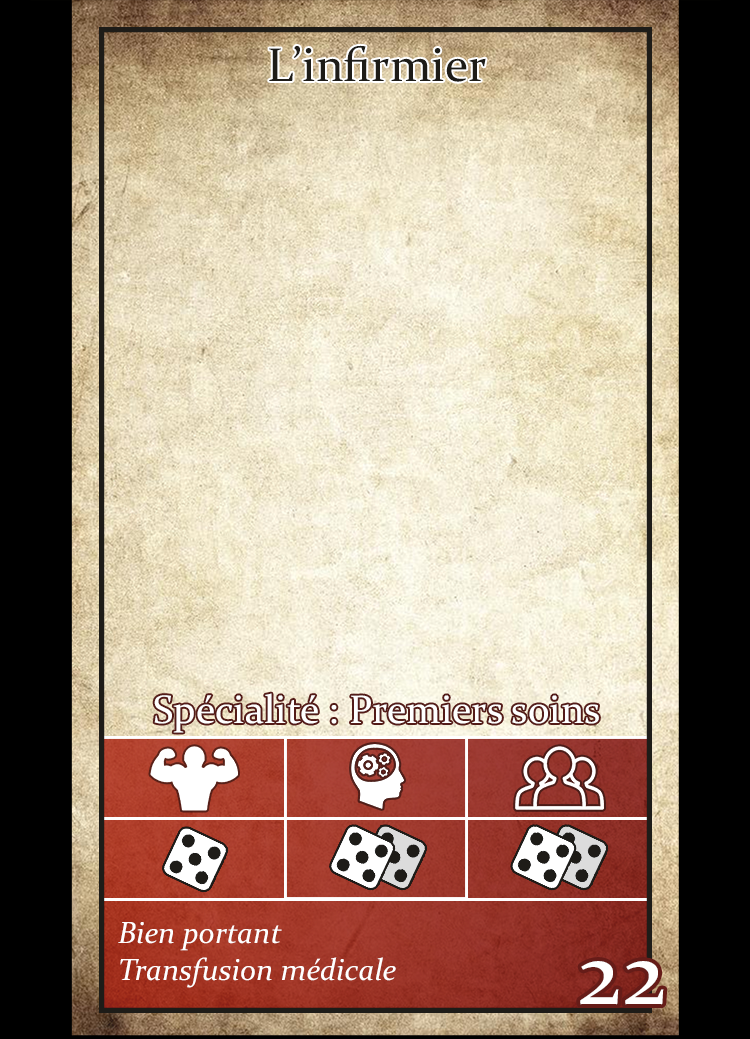 L’infirmier
Spécialité : Premiers soins
Bien portant
Transfusion médicale
22